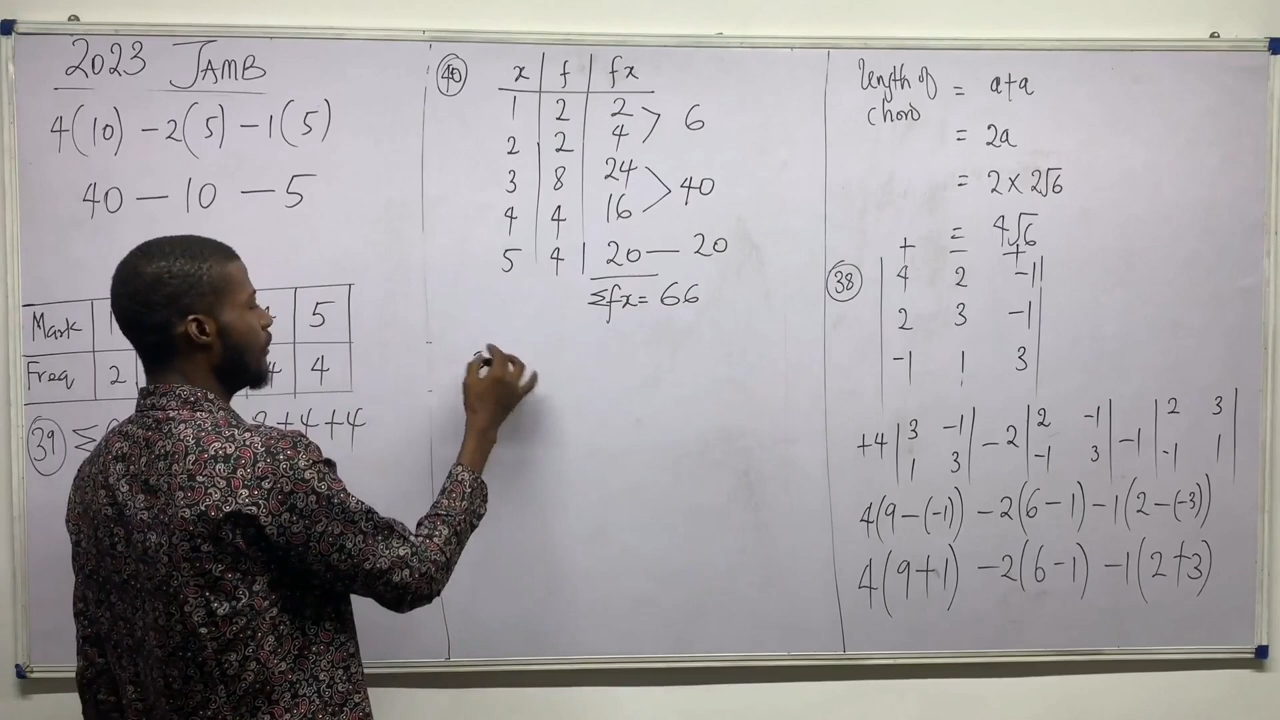 2023 JAMB
4(10) - 2(5) - 1(5)
40 - 10 - 5
Mark 5
Freq 2 4 4
39 Σ 2+4+4
40 x f fx
1 2 2 > 6
2 2 4
3 8 24 > 40
4 4 16
5 4 20 — 20
Σfx = 66
length of chord = a+a
= 2a
= 2 × 2√6
= 4√6
+ - +
38 | 4 2 -1 |
| 2 3 -1 |
| -1 1 3 |
+4 | 3 -1 | - 2 | 2 -1 | - 1 | 2 3 |
| 1 3 | | -1 3 | | -1 1 |
4(9-(-1)) - 2(6-1) - 1(2-(-3))
4(9+1) - 2(6-1) - 1(2+3)